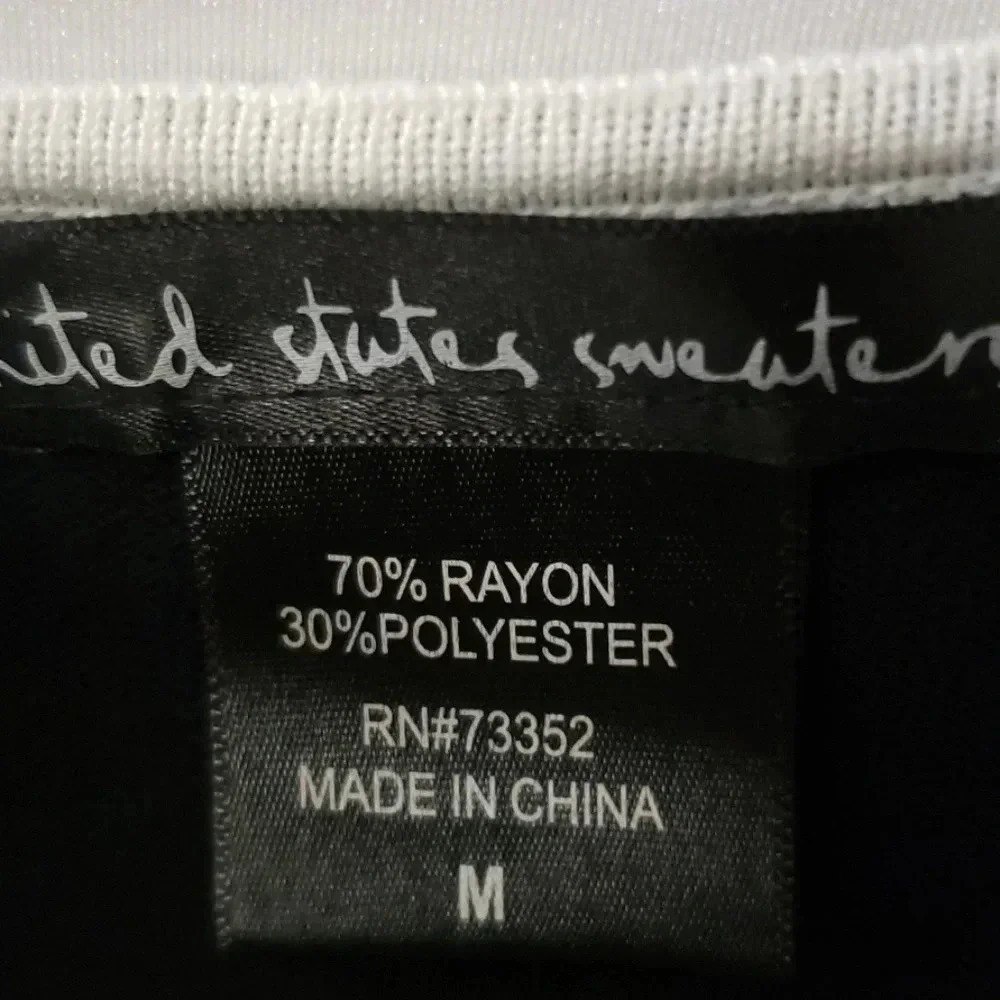 ited states sweaters
70% RAYON
30%POLYESTER
RN#73352
MADE IN CHINA
M